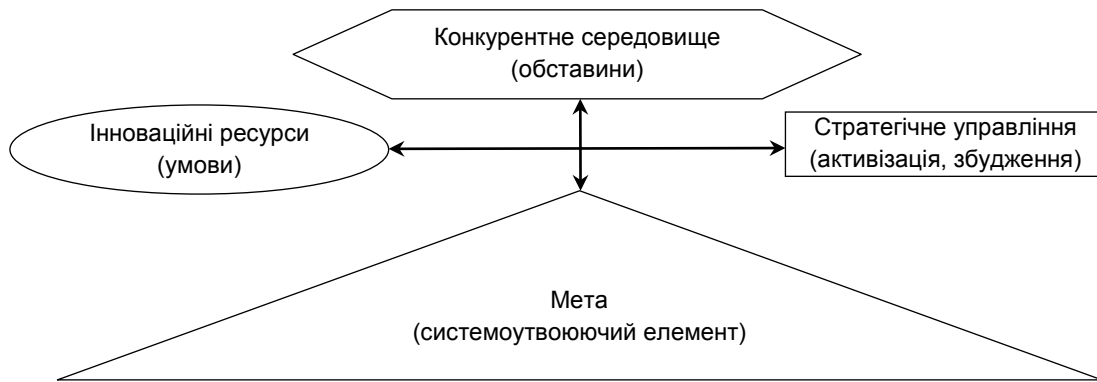 Конкурентне середовище
(обставини)
Інноваційні ресурси
(умови)
Стратегічне управління
(активізація, збудження)
Мета
(системоутвоюючий елемент)